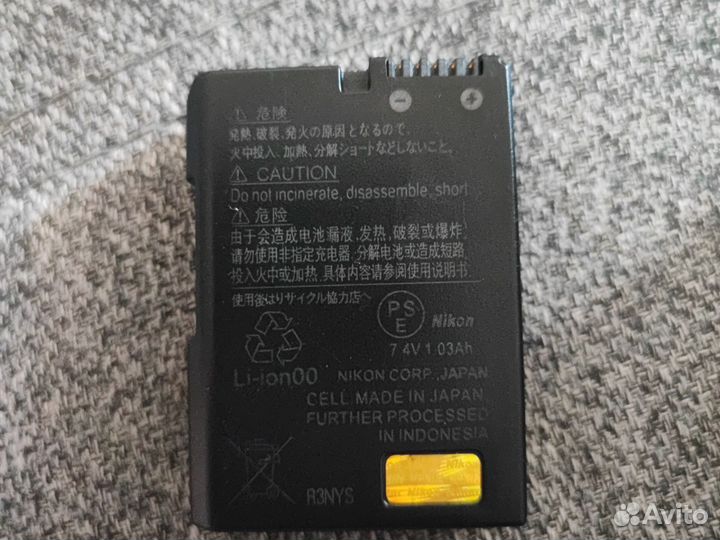 ⚠ 危険
発熱、破裂、発火の原因となるので、
火中投入、加熱、分解ショートなどしないこと。
⚠ CAUTION
Do not incinerate, disassemble, short
⚠ 危险
由于会造成电池漏液,发热,破裂或爆炸
请勿使用非指定充电器,分解电池或造成短路
投入火中或加热,具体内容请参阅使用说明书.
使用後はリサイクル協力店へ
PS
E Nikon
7.4V 1.03Ah
Li-ion00 NIKON CORP.,JAPAN
CELL MADE IN JAPAN
FURTHER PROCESSED
IN INDONESIA
R3NYS
Nikon
Nikon
Avito